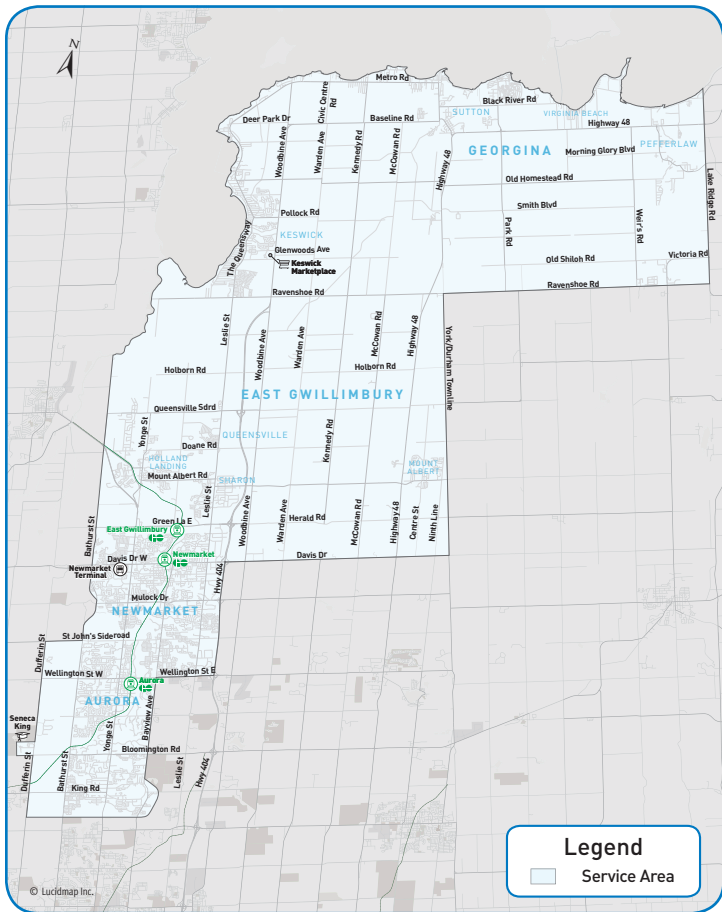 N
Metro Rd
Civic Centre
Rd
Black River Rd
Deer Park Dr
Baseline Rd
SUTTON
VIRGINIA BEACH
Highway 48
Woodbine Ave
Warden Ave
Kennedy Rd
McCowan Rd
Highway 48
GEORGINA
Morning Glory Blvd
PEFFERLAW
Old Homestead Rd
Lake Ridge Rd
Smith Blvd
Pollock Rd
Park Rd
Weir's Rd
KESWICK
The Queensway
Glenwoods Ave
Keswick
Marketplace
Old Shiloh Rd
Victoria Rd
Ravenshoe Rd
Ravenshoe Rd
Leslie St
Woodbine Ave
Warden Ave
McCowan Rd
Highway 48
York/Durham Townline
Holborn Rd
Holborn Rd
EAST GWILLIMBURY
Queensville Sdrd
Yonge St
QUEENSVILLE
Kennedy Rd
Doane Rd
HOLLAND
LANDING
MOUNT
ALBERT
Mount Albert Rd
SHARON
Leslie St
Woodbine Ave
Warden Ave
McCowan Rd
Highway 48
Centre St
Ninth Line
Green La E
Herald Rd
East Gwillimbury
Bathurst St
Davis Dr W
Newmarket
Davis Dr
Newmarket
Terminal
Hwy 404
Mulock Dr
NEWMARKET
St John's Sideroad
Dufferin St
Wellington St W
Wellington St E
Aurora
AURORA
Seneca
King
Yonge St
Bayview Ave
Bloomington Rd
Dufferin St
Bathurst St
Leslie St
Hwy 404
King Rd
Legend
Service Area
© Lucidmap Inc.